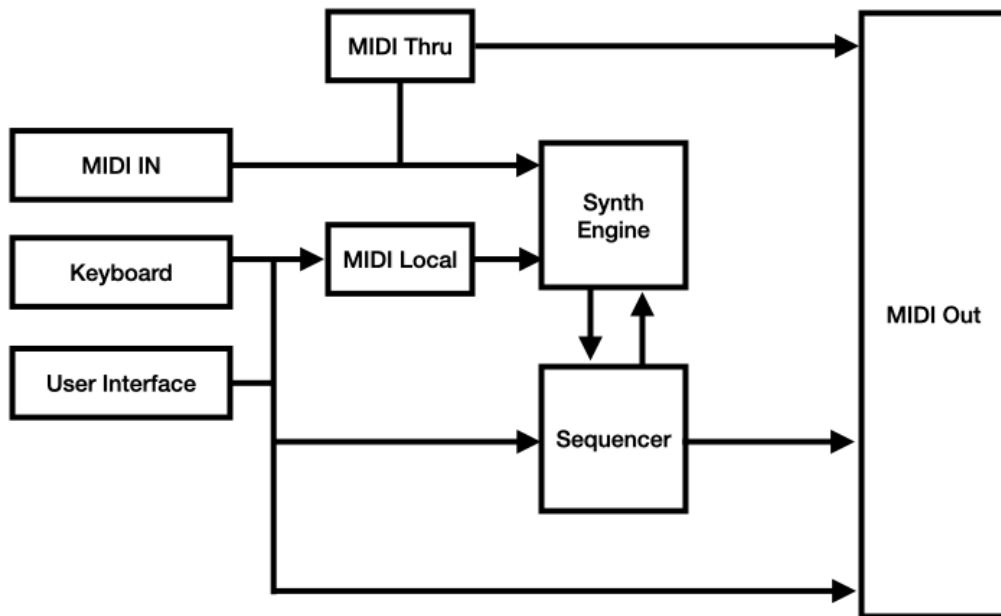 MIDI Thru
MIDI IN
Synth
Engine
Keyboard
MIDI Local
MIDI Out
User Interface
Sequencer